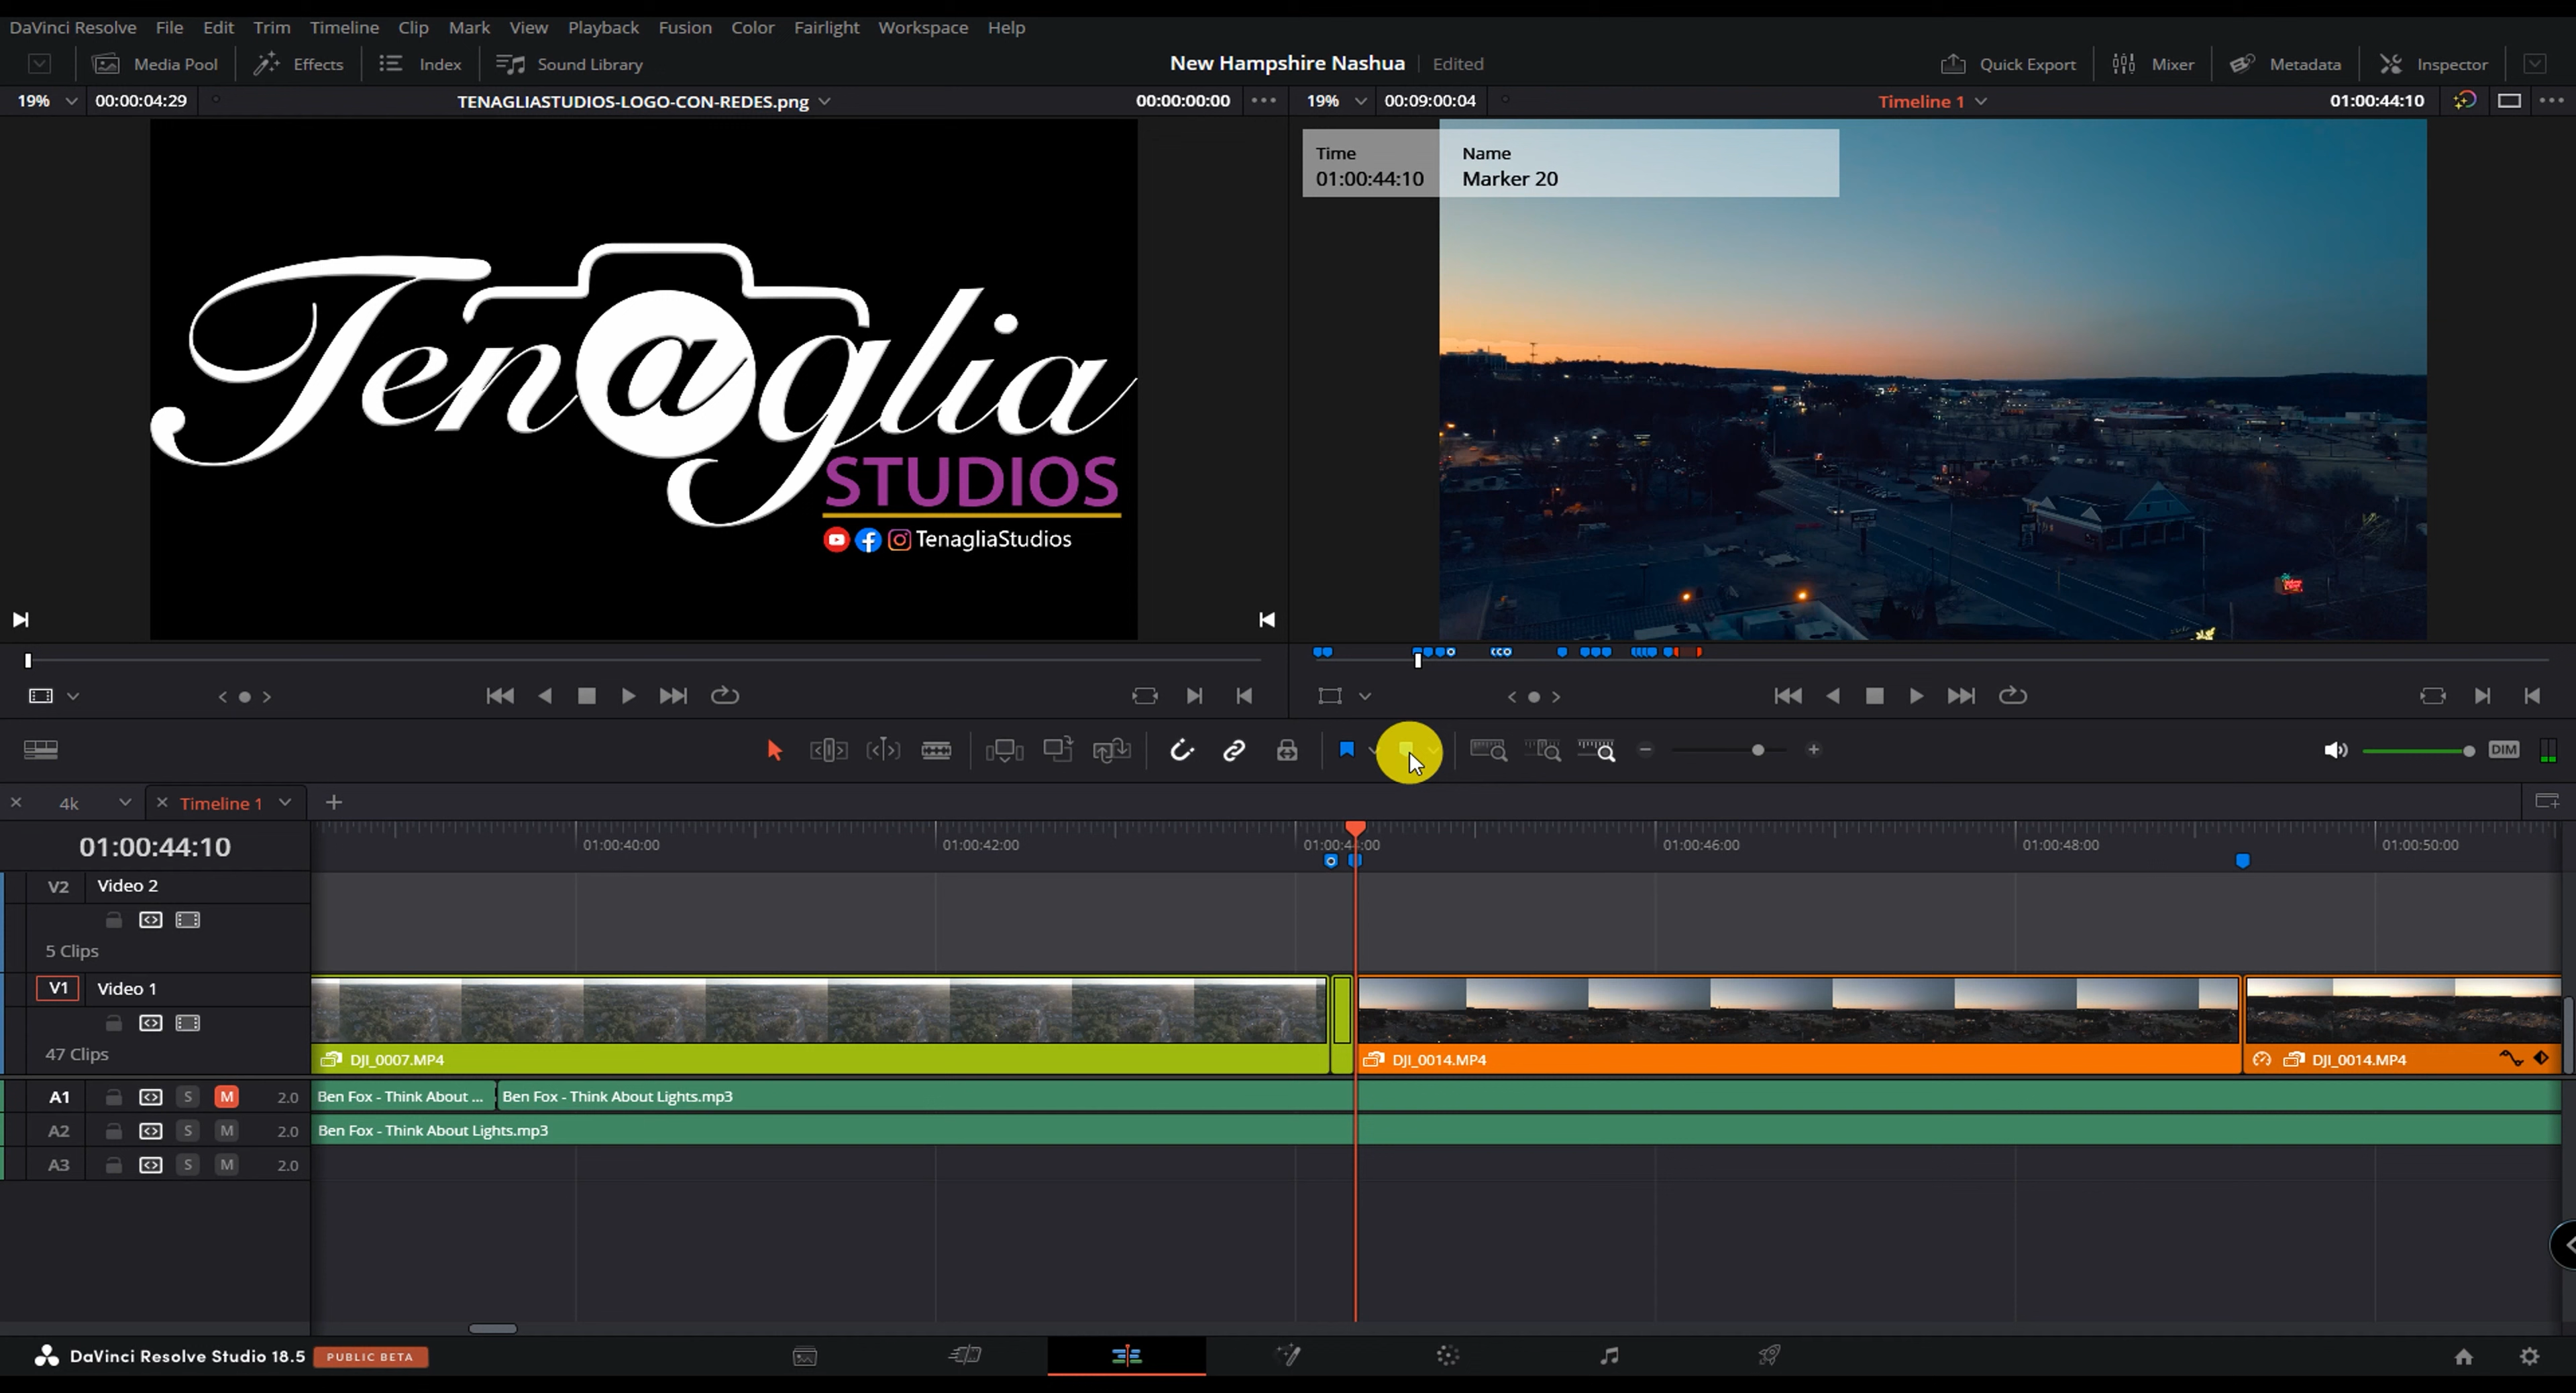 DaVinci Resolve File Edit Trim Timeline Clip Mark View Playback Fusion Color Fairlight Workspace Help
Media Pool Effects Index Sound Library New Hampshire Nashua Edited Quick Export Mixer Metadata Inspector
19% 00:00:04:29 TENAGLIASTUDIOS-LOGO-CON-REDES.png 00:00:00:00 19% 00:09:00:04 Timeline 1 01:00:44:10
Time Name
01:00:44:10 Marker 20
Ten@glia
STUDIOS
TenagliaStudios
DIM
4k Timeline 1
01:00:44:10
01:00:40:00 01:00:42:00 01:00:44:00 01:00:46:00 01:00:48:00 01:00:50:00
V2 Video 2
5 Clips
V1 Video 1
47 Clips
DJI_0007.MP4 DJI_0014.MP4 DJI_0014.MP4
A1 S M 2.0 Ben Fox - Think About ... Ben Fox - Think About Lights.mp3
A2 S M 2.0 Ben Fox - Think About Lights.mp3
A3 S M 2.0
DaVinci Resolve Studio 18.5 PUBLIC BETA